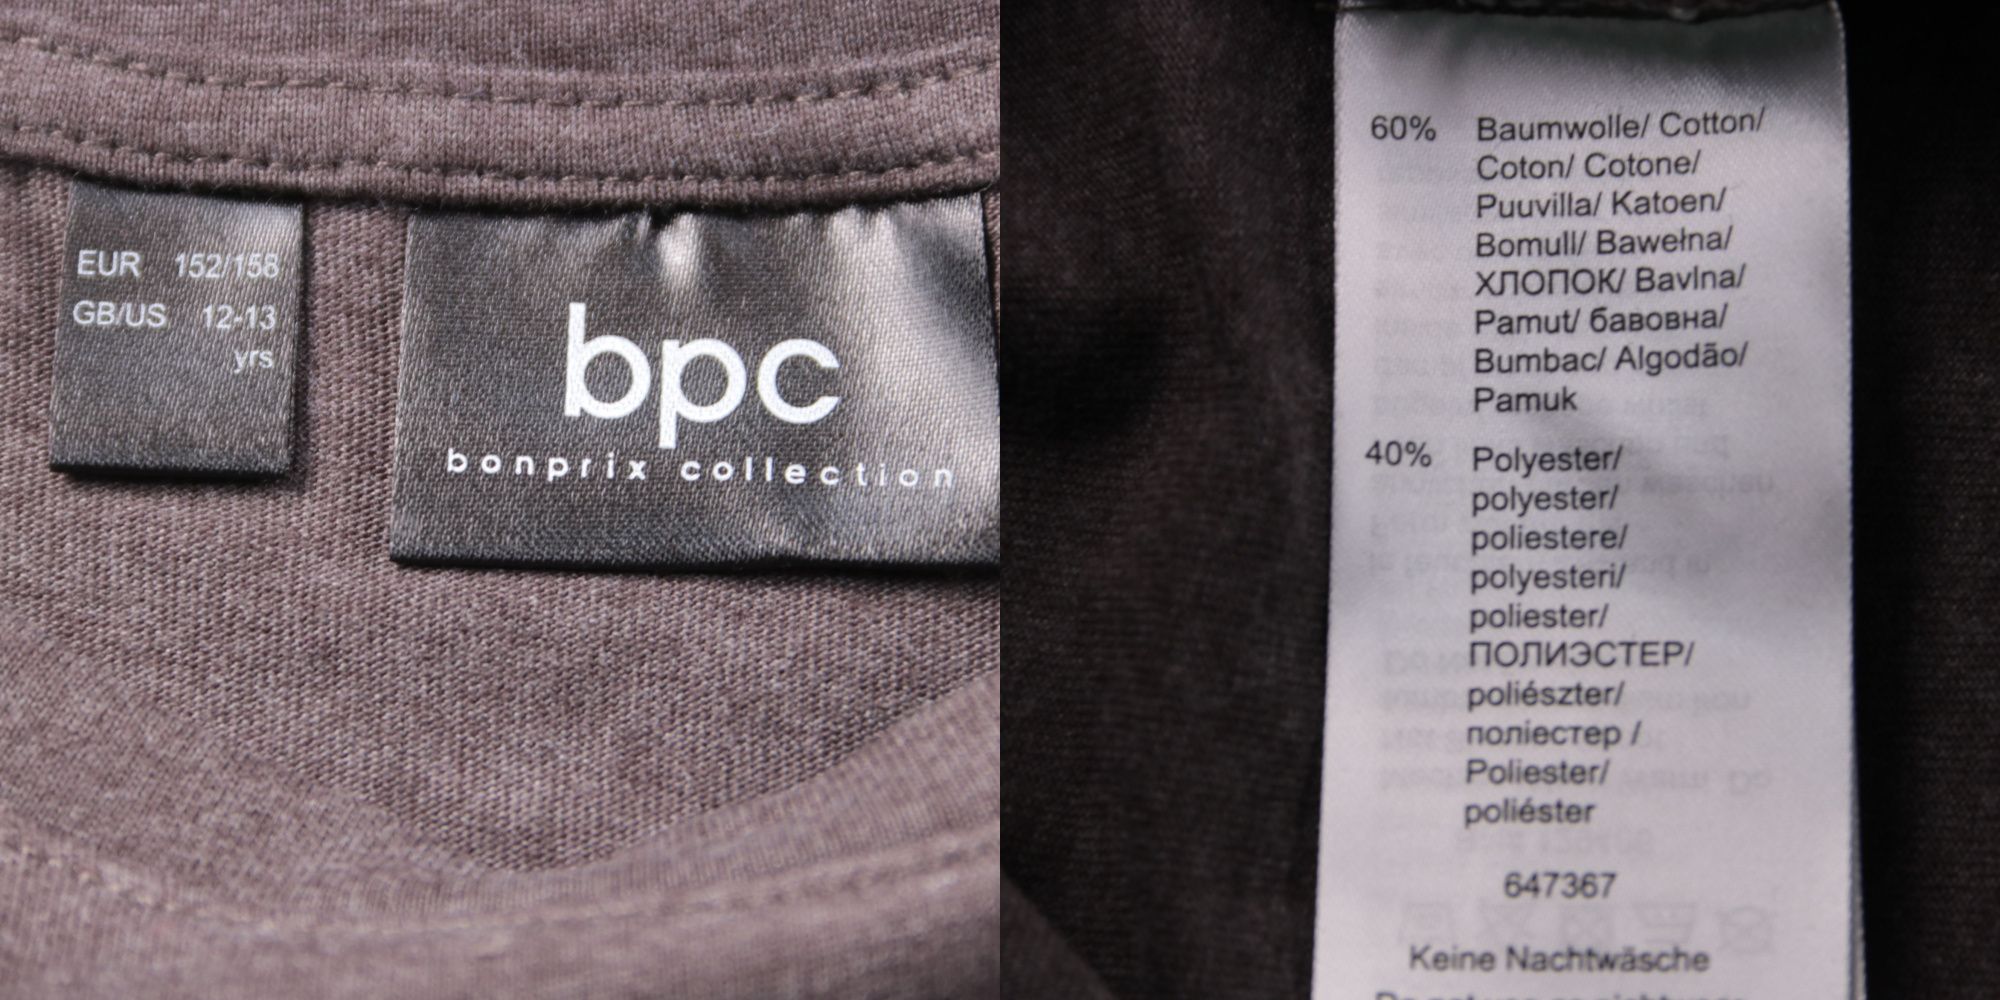 EUR 152/158
GB/US 12-13
yrs
bpc
bonprix collection
60% Baumwolle/ Cotton/
Coton/ Cotone/
Puuvilla/ Katoen/
Bomull/ Bawełna/
ХЛОПОК/ Bavlna/
Pamut/ бавовна/
Bumbac/ Algodão/
Pamuk
40% Polyester/
polyester/
poliestere/
polyesteri/
poliester/
ПОЛИЭСТЕР/
poliészter/
поліестер /
Poliester/
poliéster
647367
Keine Nachtwäsche